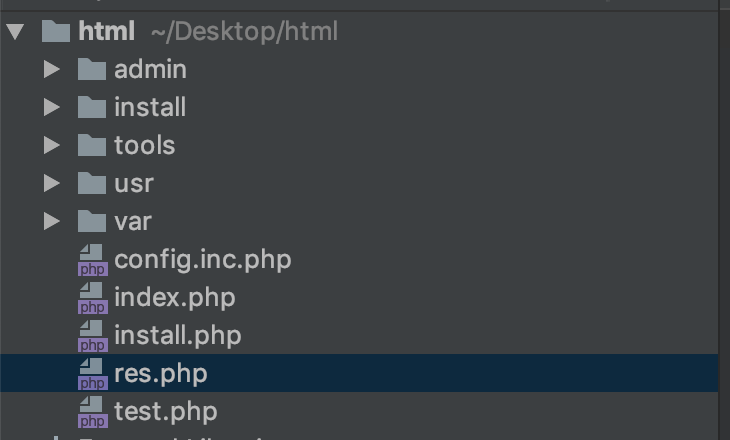 html ~/Desktop/html
admin
install
tools
usr
var
php config.inc.php
php index.php
php install.php
php res.php
php test.php